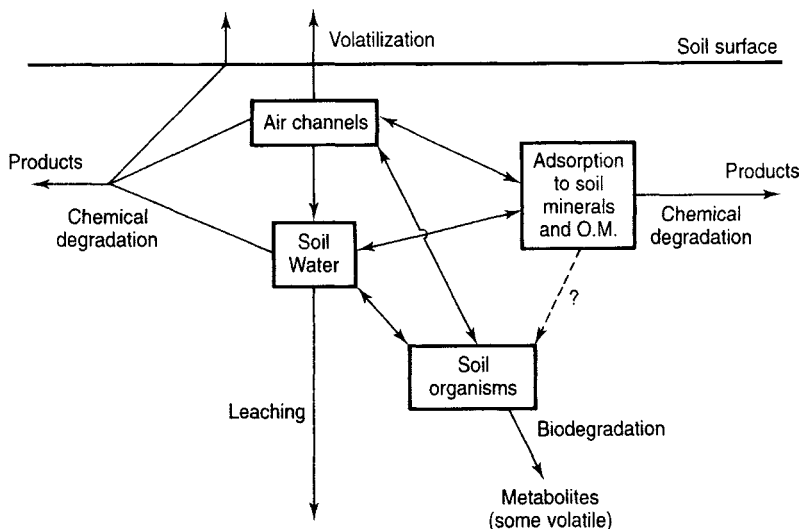 Volatilization
Soil surface
Air channels
Products
Chemical
degradation
Adsorption
to soil
minerals
and O.M.
Products
Chemical
degradation
Soil
Water
?
Soil
organisms
Leaching
Biodegradation
Metabolites
(some volatile)